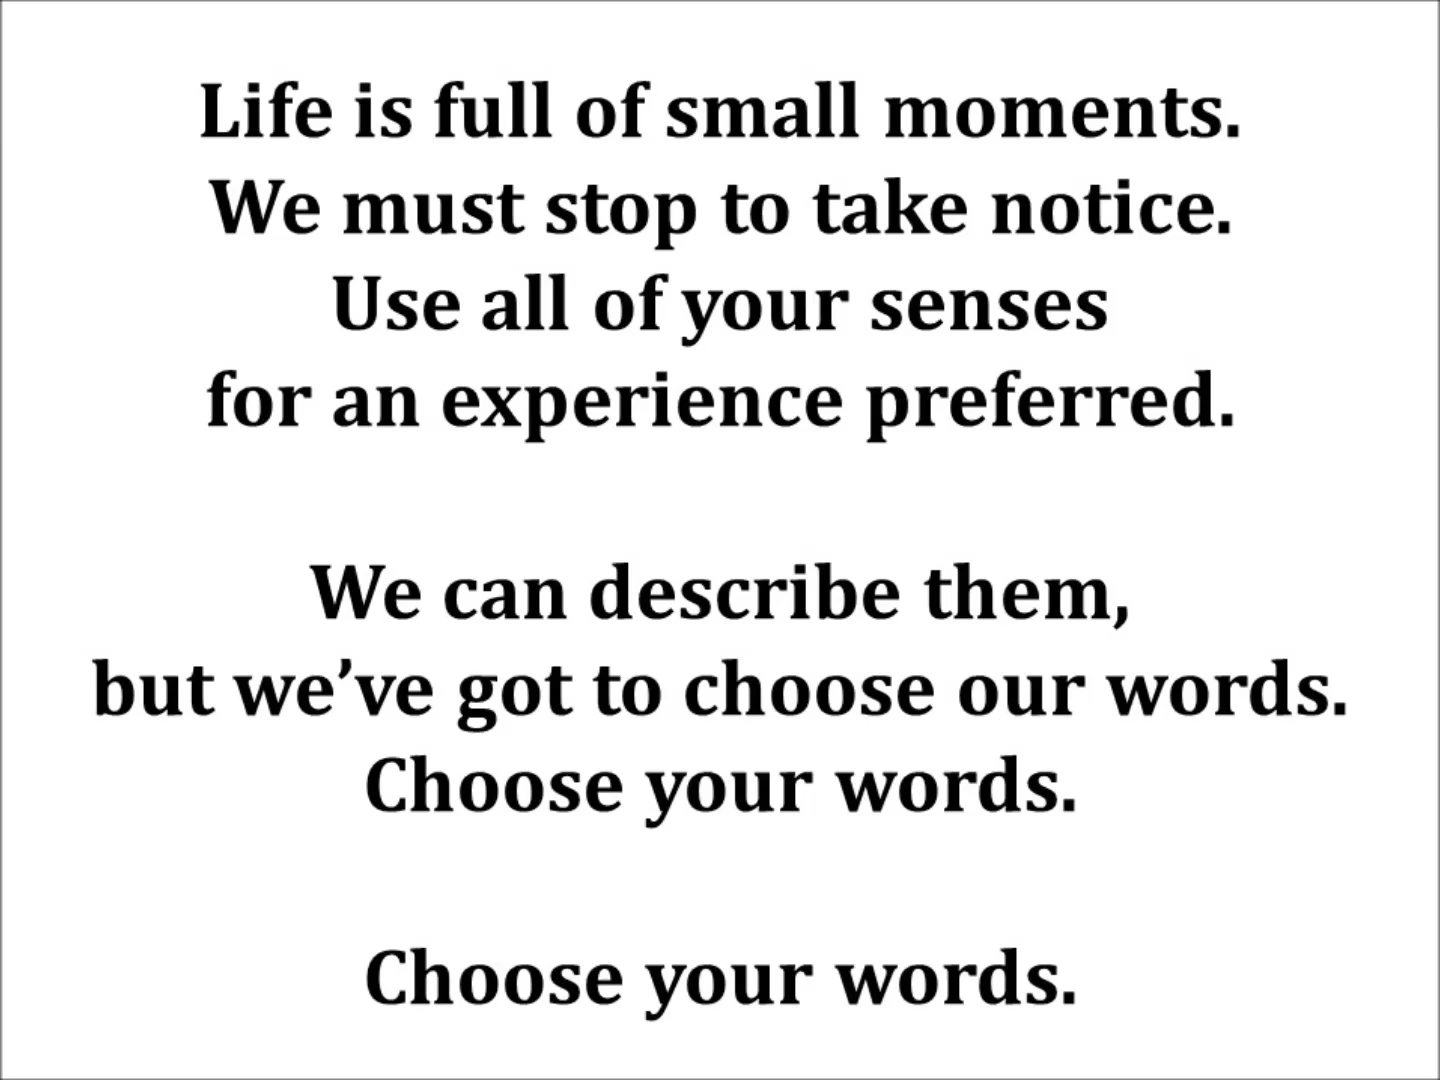 Life is full of small moments.
We must stop to take notice.
Use all of your senses
for an experience preferred.
We can describe them,
but we’ve got to choose our words.
Choose your words.
Choose your words.